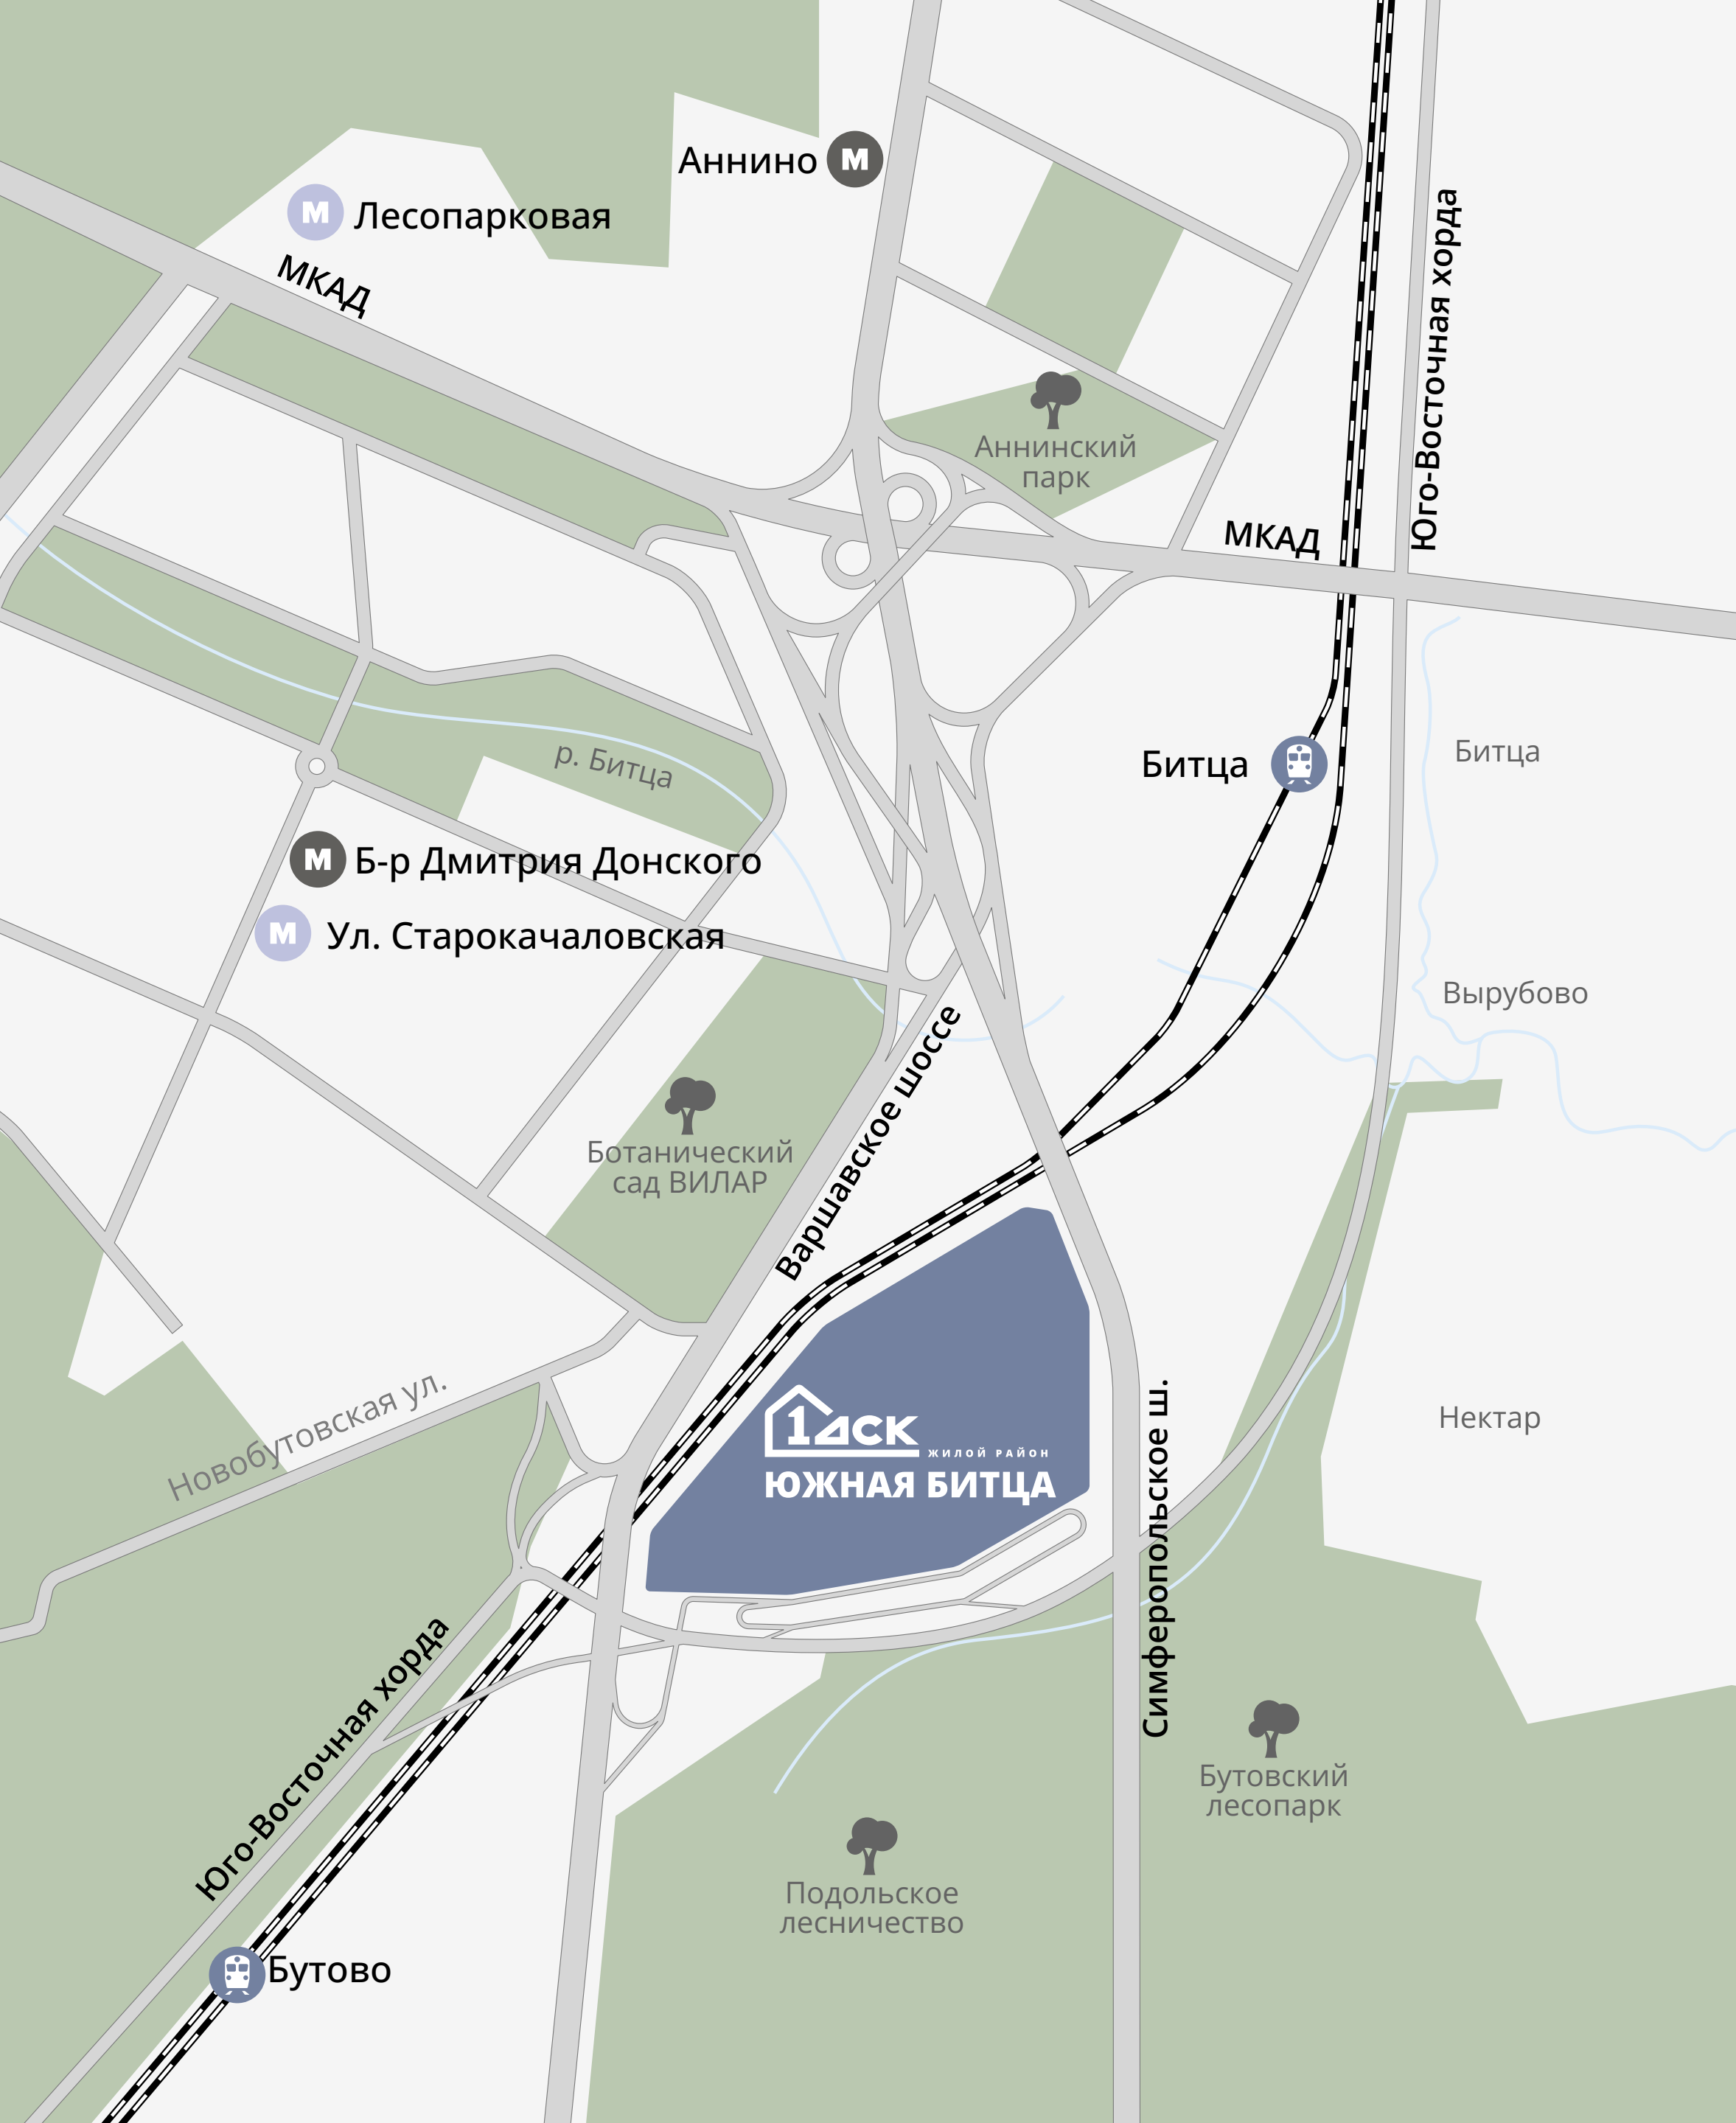 Аннино
Лесопарковая
МКАД
Юго-Восточная хорда
Аннинский
парк
МКАД
р. Битца
Битца
Битца
Б-р Дмитрия Донского
Ул. Старокачаловская
Вырубово
Варшавское шоссе
Ботанический
сад ВИЛАР
Новобутовская ул.
1ДСК
ЖИЛОЙ РАЙОН
ЮЖНАЯ БИТЦА
Симферопольское ш.
Нектар
Юго-Восточная хорда
Бутовский
лесопарк
Подольское
лесничество
Бутово